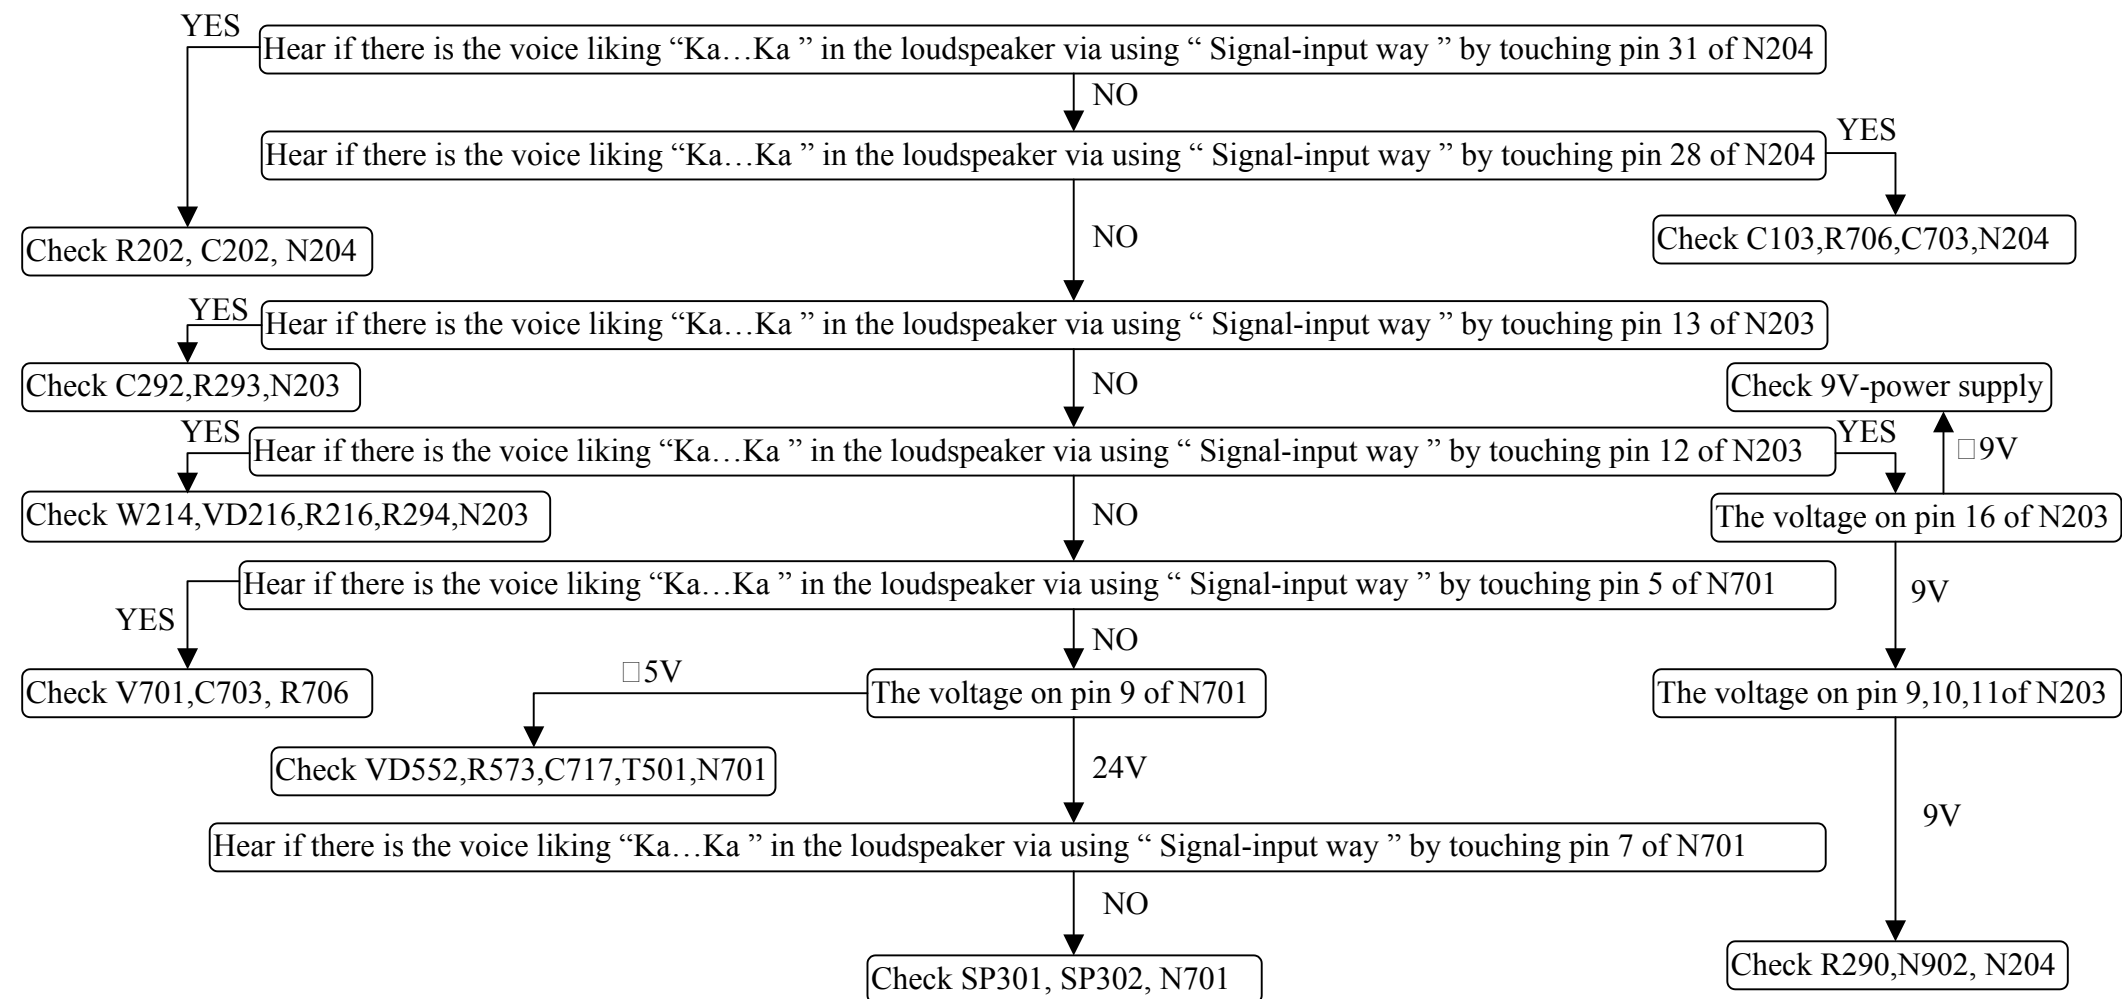 YES
Hear if there is the voice liking “Ka…Ka ” in the loudspeaker via using “ Signal-input way ” by touching pin 31 of N204
NO
YES
Hear if there is the voice liking “Ka…Ka ” in the loudspeaker via using “ Signal-input way ” by touching pin 28 of N204
NO
Check R202, C202, N204
Check C103,R706,C703,N204
YES
Hear if there is the voice liking “Ka…Ka ” in the loudspeaker via using “ Signal-input way ” by touching pin 13 of N203
Check C292,R293,N203
NO
Check 9V-power supply
YES
Hear if there is the voice liking “Ka…Ka ” in the loudspeaker via using “ Signal-input way ” by touching pin 12 of N203
YES
□9V
Check W214,VD216,R216,R294,N203
NO
The voltage on pin 16 of N203
Hear if there is the voice liking “Ka…Ka ” in the loudspeaker via using “ Signal-input way ” by touching pin 5 of N701
9V
YES
NO
□5V
Check V701,C703, R706
The voltage on pin 9 of N701
The voltage on pin 9,10,11of N203
Check VD552,R573,C717,T501,N701
24V
9V
Hear if there is the voice liking “Ka…Ka ” in the loudspeaker via using “ Signal-input way ” by touching pin 7 of N701
NO
Check SP301, SP302, N701
Check R290,N902, N204